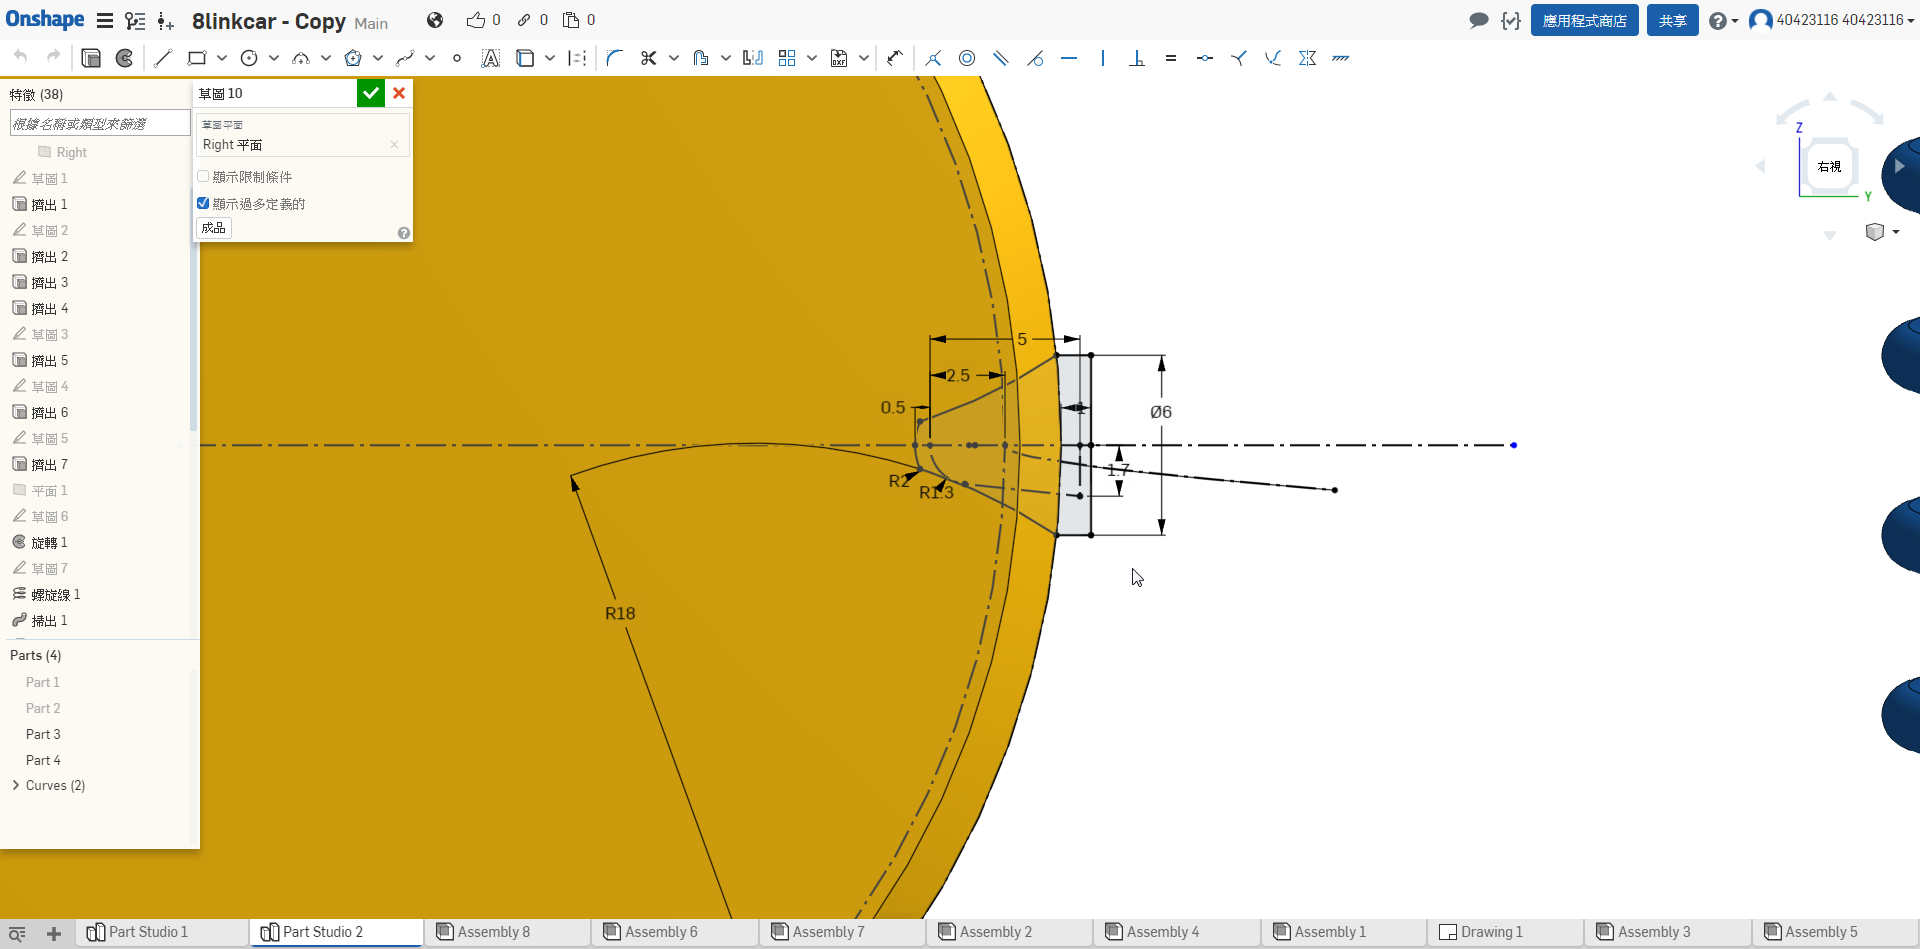 Onshape
8linkcar - Copy Main
0
0
0
應用程式商店
共享
40423116 40423116
特徵 (38)
根據名稱或類型來篩選
Right
草圖 1
擠出 1
草圖 2
擠出 2
擠出 3
擠出 4
草圖 3
擠出 5
草圖 4
擠出 6
草圖 5
擠出 7
平面 1
草圖 6
旋轉 1
草圖 7
螺旋線 1
掃出 1
Parts (4)
Part 1
Part 2
Part 3
Part 4
Curves (2)
草圖 10
草圖平面
Right 平面
顯示限制條件
顯示過多定義的
成品
5
2.5
0.5
1
Ø6
1.7
R2
R1.3
R18
Z
右視
Y
Part Studio 1
Part Studio 2
Assembly 8
Assembly 6
Assembly 7
Assembly 2
Assembly 4
Assembly 1
Drawing 1
Assembly 3
Assembly 5